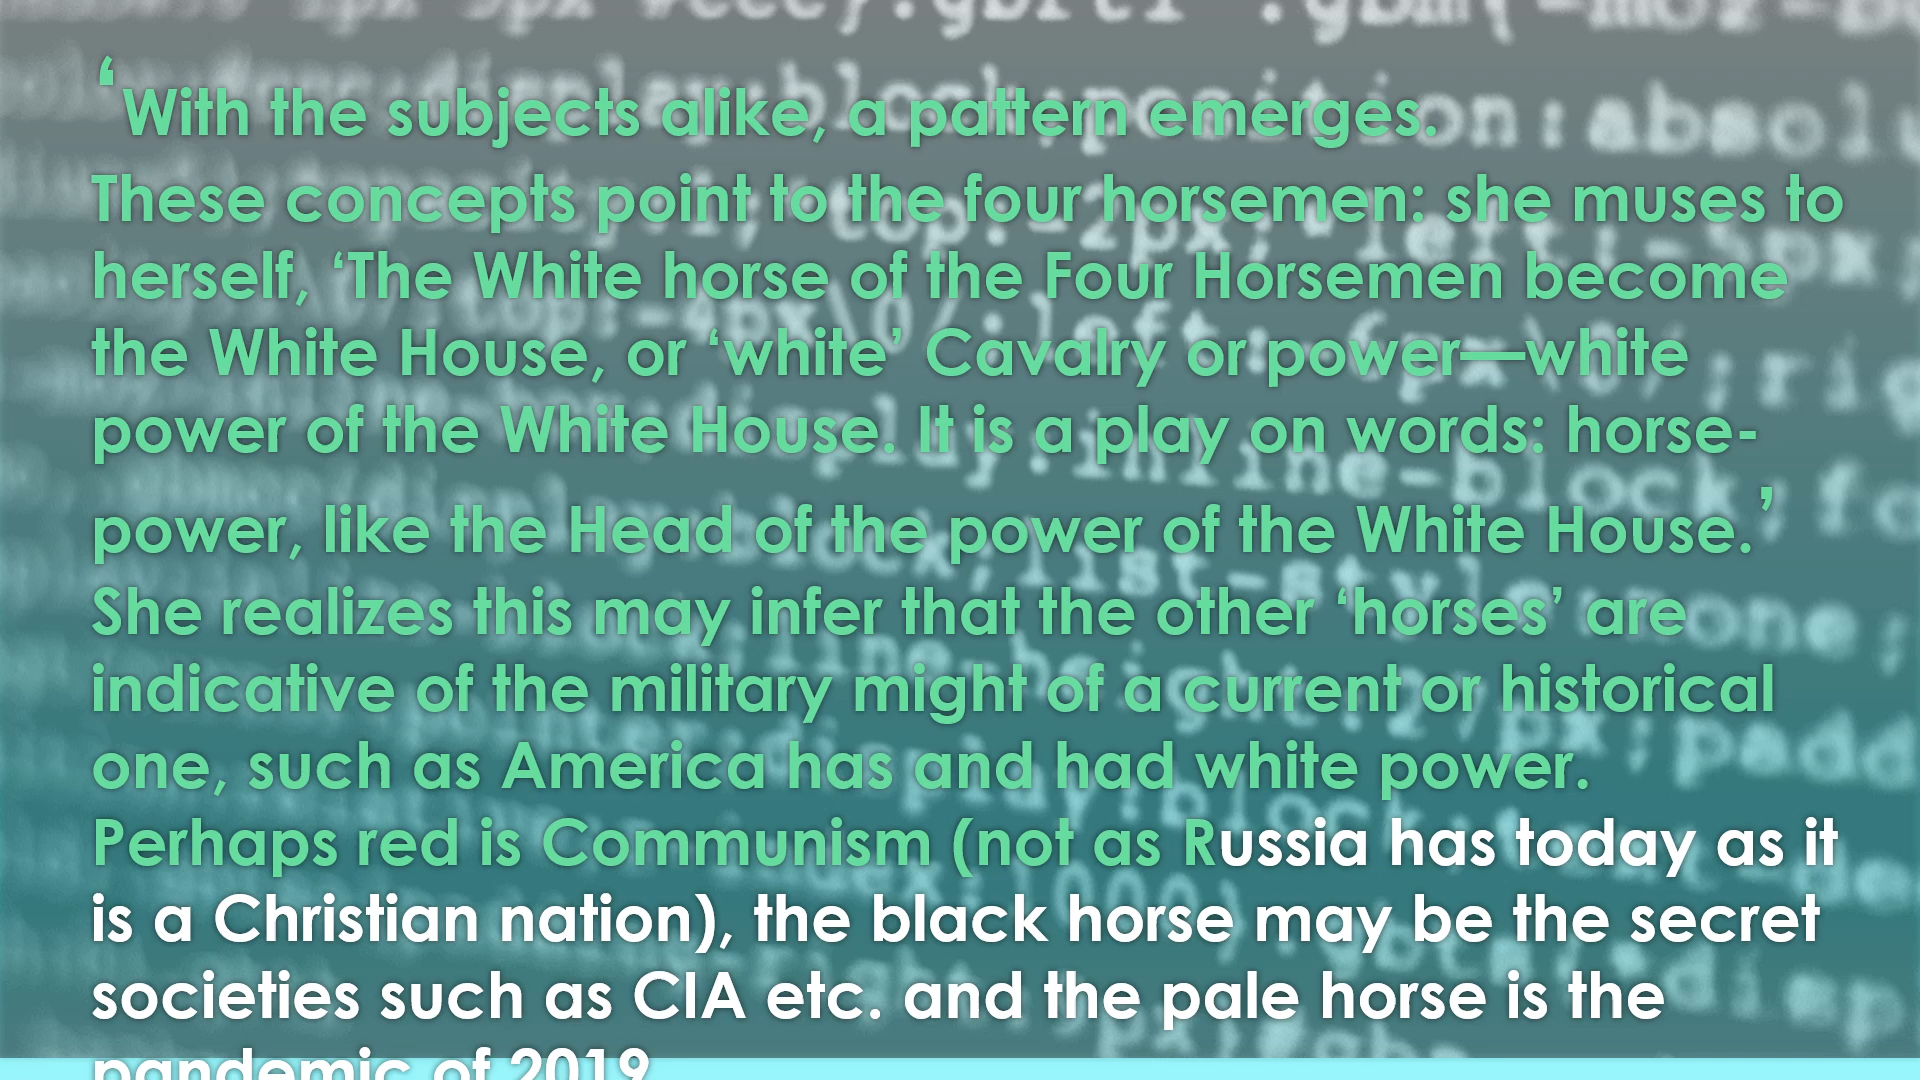 ‘With the subjects alike, a pattern emerges.
These concepts point to the four horsemen: she muses to
herself, ‘The White horse of the Four Horsemen become
the White House, or ‘white’ Cavalry or power—white
power of the White House. It is a play on words: horse-
power, like the Head of the power of the White House.’
She realizes this may infer that the other ‘horses’ are
indicative of the military might of a current or historical
one, such as America has and had white power.
Perhaps red is Communism (not as Russia has today as it
is a Christian nation), the black horse may be the secret
societies such as CIA etc. and the pale horse is the
pandemic of 2019